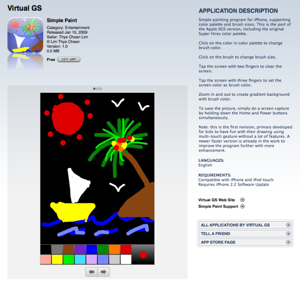 Virtual GS
Simple Paint
Category: Entertainment
Released Jan 15, 2009
Seller: Thye Chean Lim
© Lim Thye Chean
Version: 1.0
0.2 MB
Free GET APP
APPLICATION DESCRIPTION
Simple painting program for iPhone, supporting
color palette and brush sizes. This is the port of
Apple IIGS version, including the original
Super Hires color palette.
Click on the color in color palette to change
brush color.
Click on the brush to change brush size.
Tap the screen with two fingers to clear the
screen.
Tap the screen with three fingers to set the
screen color as brush color.
Zoom in and out to create gradient background
with brush color.
To save the picture, simply do a screen capture
by holding down the Home and Power buttons
simultaneously.
Note: this is the first revision, primary developed
for kids to have fun with their drawing using
multi-touch gesture without a lot of features. A
newer faster version is already in the work to
improve the program further with more
enhancement.
LANGUAGES:
English
REQUIREMENTS:
Compatible with iPhone and iPod touch
Requires iPhone 2.2 Software Update
Virtual GS Web Site
Simple Paint Support
ALL APPLICATIONS BY VIRTUAL GS
TELL A FRIEND
APP STORE FAQS